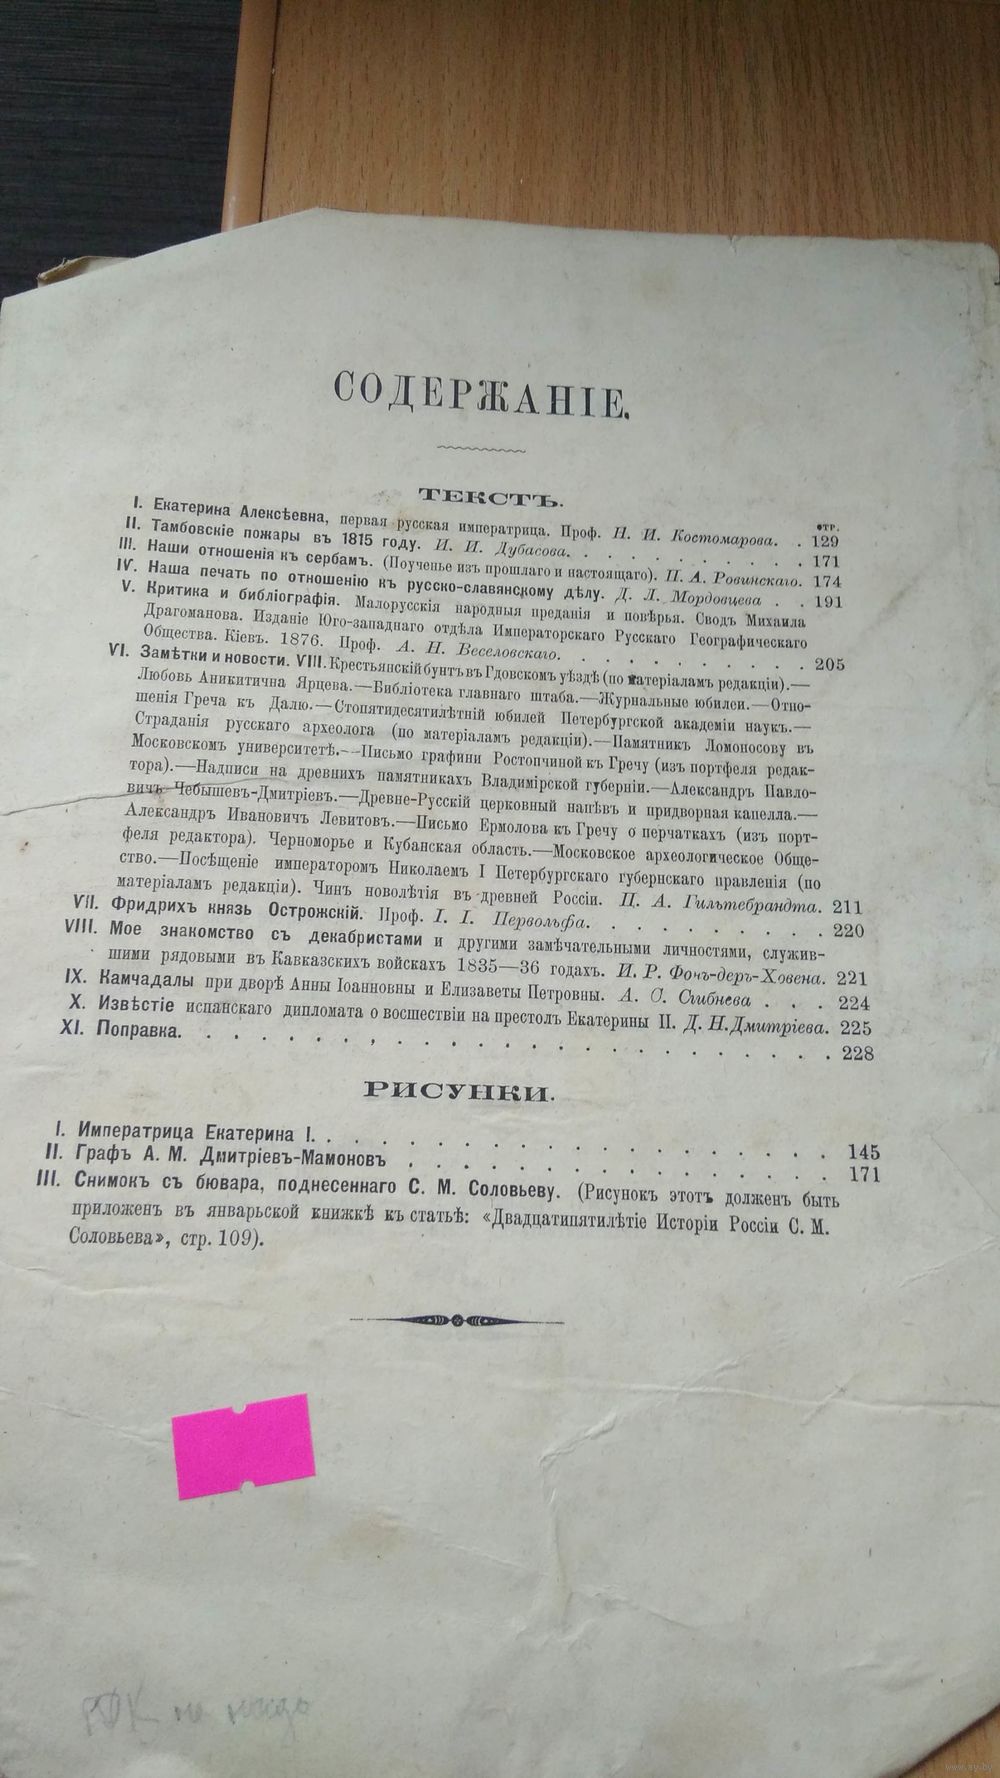 СОДЕРЖАНІЕ.
ТЕКСТЪ.
стр.
I. Екатерина Алексѣевна, первая русская императрица. Проф. Н. И. Костомарова. . 129
II. Тамбовскіе пожары въ 1815 году. И. И. Дубасова. . . . . . . . . 171
III. Наши отношенія къ сербамъ. (Поученье изъ прошлаго и настоящаго). П. А. Ровинскаго. 174
IV. Наша печать по отношенію къ русско-славянскому дѣлу. Д. Л. Мордовцева . . 191
V. Критика и библіографія. Малорусскія народныя преданія и повѣрья. Сводъ Михаила
Драгоманова. Изданіе Юго-западнаго отдѣла Императорскаго Русскаго Географическаго
Общества. Кіевъ. 1876. Проф. А. Н. Веселовскаго. . . . . . . . . . 205
VI. Замѣтки и новости. VIII. Крестьянскій бунтъ въ Гдовскомъ уѣздѣ (по матеріаламъ редакціи).—
Любовь Аникитична Ярцева.—Библіотека главнаго штаба.—Журнальные юбилеи.—Отно-
шенія Греча къ Далю.—Стопятидесятилѣтній юбилей Петербургской академіи наукъ.—
Страданія русскаго археолога (по матеріаламъ редакціи).—Памятникъ Ломоносову въ
Московскомъ университетѣ.—Письмо графини Ростопчиной къ Гречу (изъ портфеля редак-
тора).—Надписи на древнихъ памятникахъ Владимірской губерніи.—Александръ Павло-
вичъ Чебышевъ-Дмитріевъ.—Древне-Русскій церковный напѣвъ и придворная капелла.—
Александръ Ивановичъ Левитовъ.—Письмо Ермолова къ Гречу о перчаткахъ (изъ порт-
феля редактора). Черноморье и Кубанская область.—Московское археологическое Обще-
ство.—Посѣщеніе императоромъ Николаемъ I Петербургскаго губернскаго правленія (по
матеріаламъ редакціи). Чинъ новолѣтія въ древней Россіи. П. А. Гильтебрандта. 211
VII. Фридрихъ князь Острожскій. Проф. І. І. Первольфа. . . . . . . . . 220
VIII. Мое знакомство съ декабристами и другими замѣчательными личностями, служив-
шими рядовыми въ Кавказскихъ войскахъ 1835—36 годахъ. И. Р. Фонъ-деръ-Ховена. 221
IX. Камчадалы при дворѣ Анны Іоанновны и Елизаветы Петровны. А. С. Сгибнева . . . 224
X. Извѣстіе испанскаго дипломата о восшествіи на престолъ Екатерины II. Д. Н. Дмитріева. 225
XI. Поправка. . . . . . . . . . . . . . . . . . . . . . . . 228
РИСУНКИ.
I. Императрица Екатерина I. . . . . . . . . . . . . . . . . . . 145
II. Графъ А. М. Дмитріевъ-Мамоновъ . . . . . . . . . . . . . . . . . 171
III. Снимокъ съ бювара, поднесеннаго С. М. Соловьеву. (Рисунокъ этотъ долженъ быть
приложенъ въ январьской книжкѣ къ статьѣ: «Двадцатипятилѣтіе Исторіи Россіи С. М.
Соловьева», стр. 109).
не надо
www.ay.by